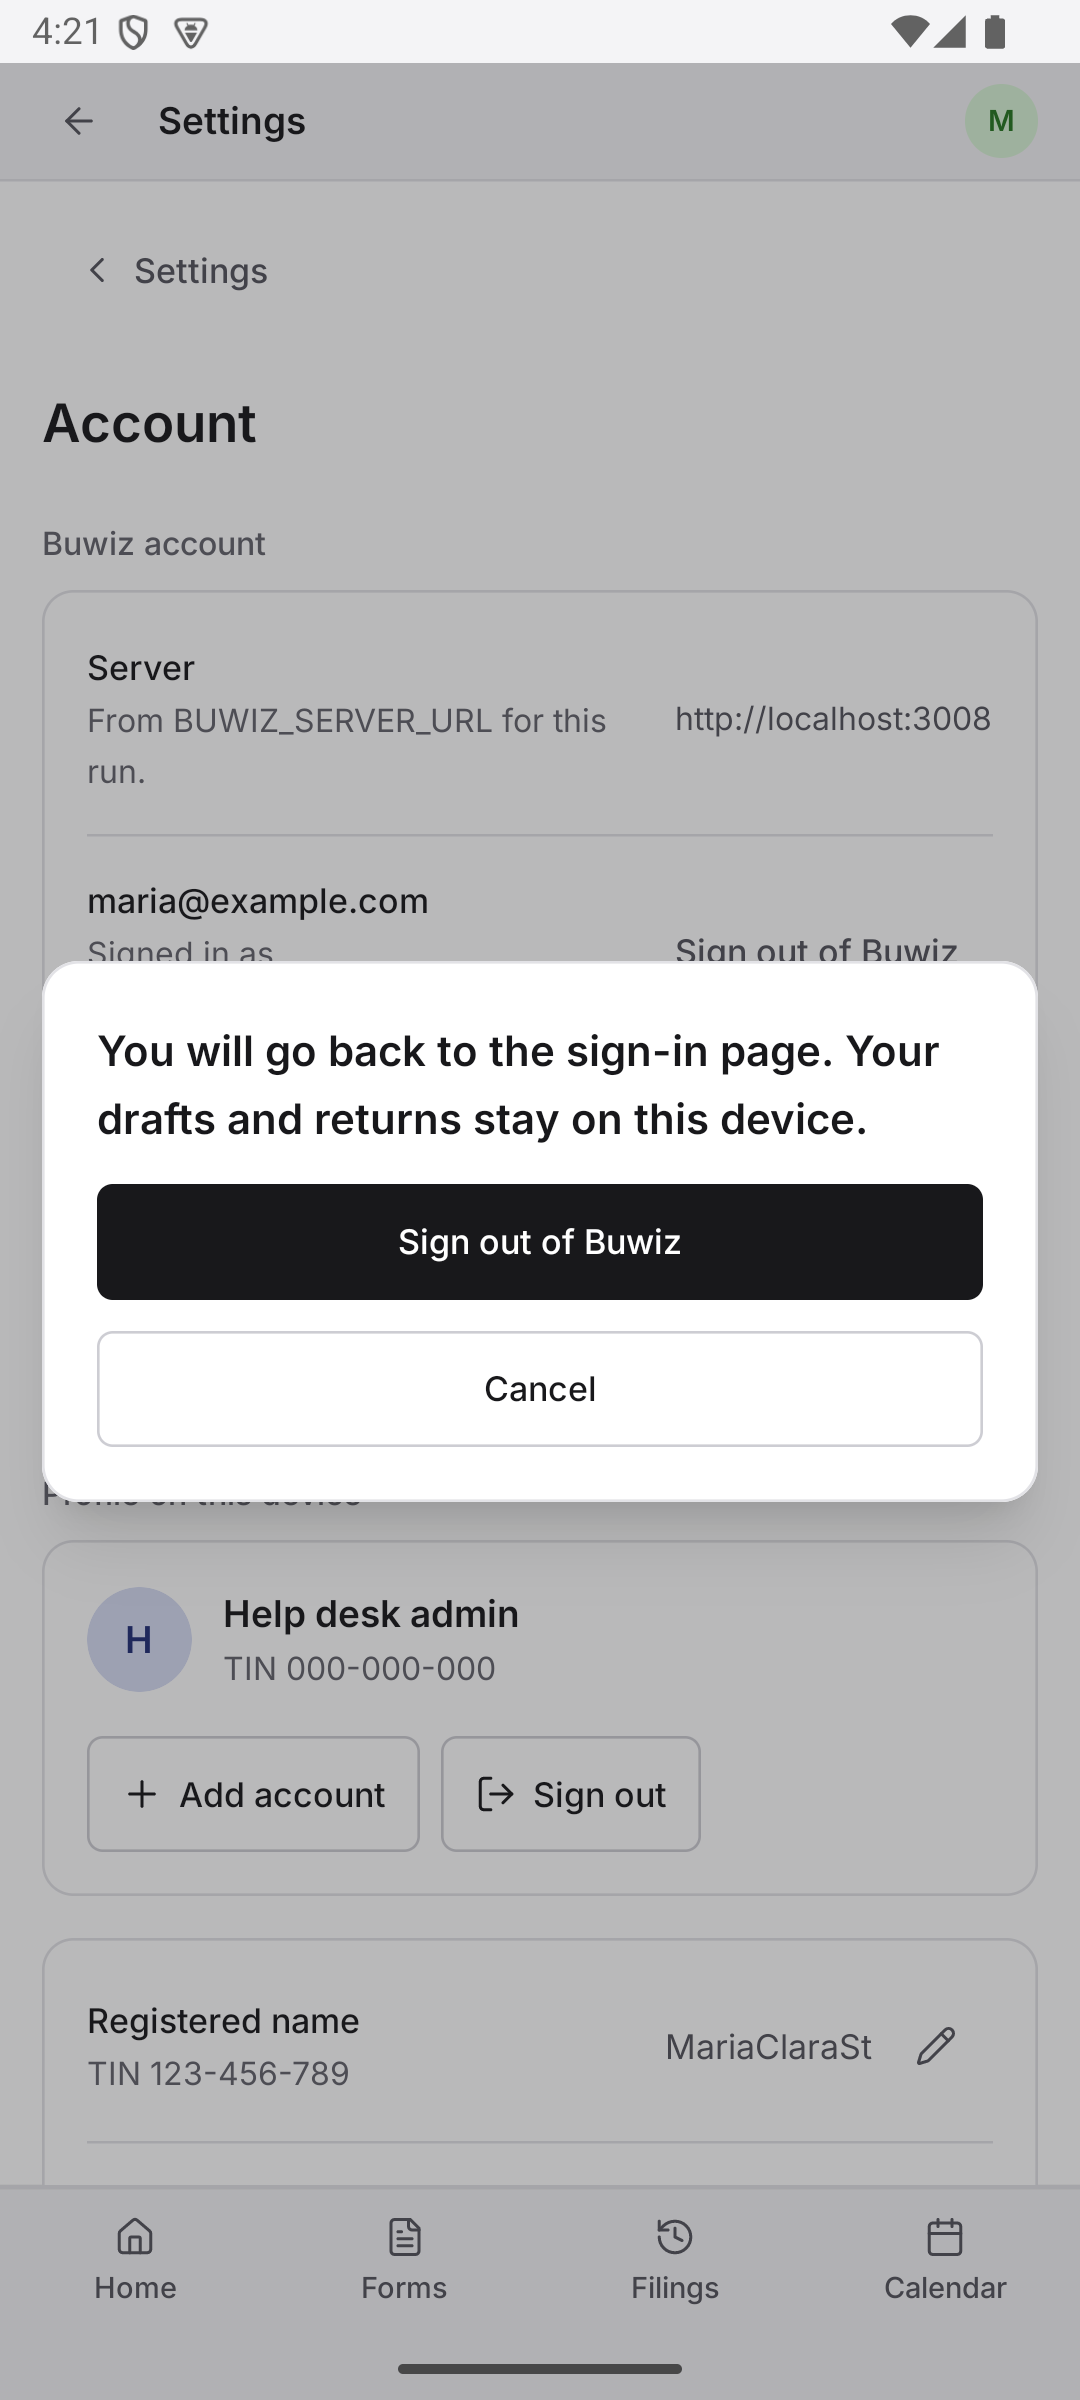 4:21
Settings
M
Settings
Account
Buwiz account
Server
From BUWIZ_SERVER_URL for this
run.
http://localhost:3008
maria@example.com
Signed in as
Sign out of Buwiz
You will go back to the sign-in page. Your
drafts and returns stay on this device.
Sign out of Buwiz
Cancel
Profile on this device
H
Help desk admin
TIN 000-000-000
Add account
Sign out
Registered name
TIN 123-456-789
MariaClaraSt
Home
Forms
Filings
Calendar